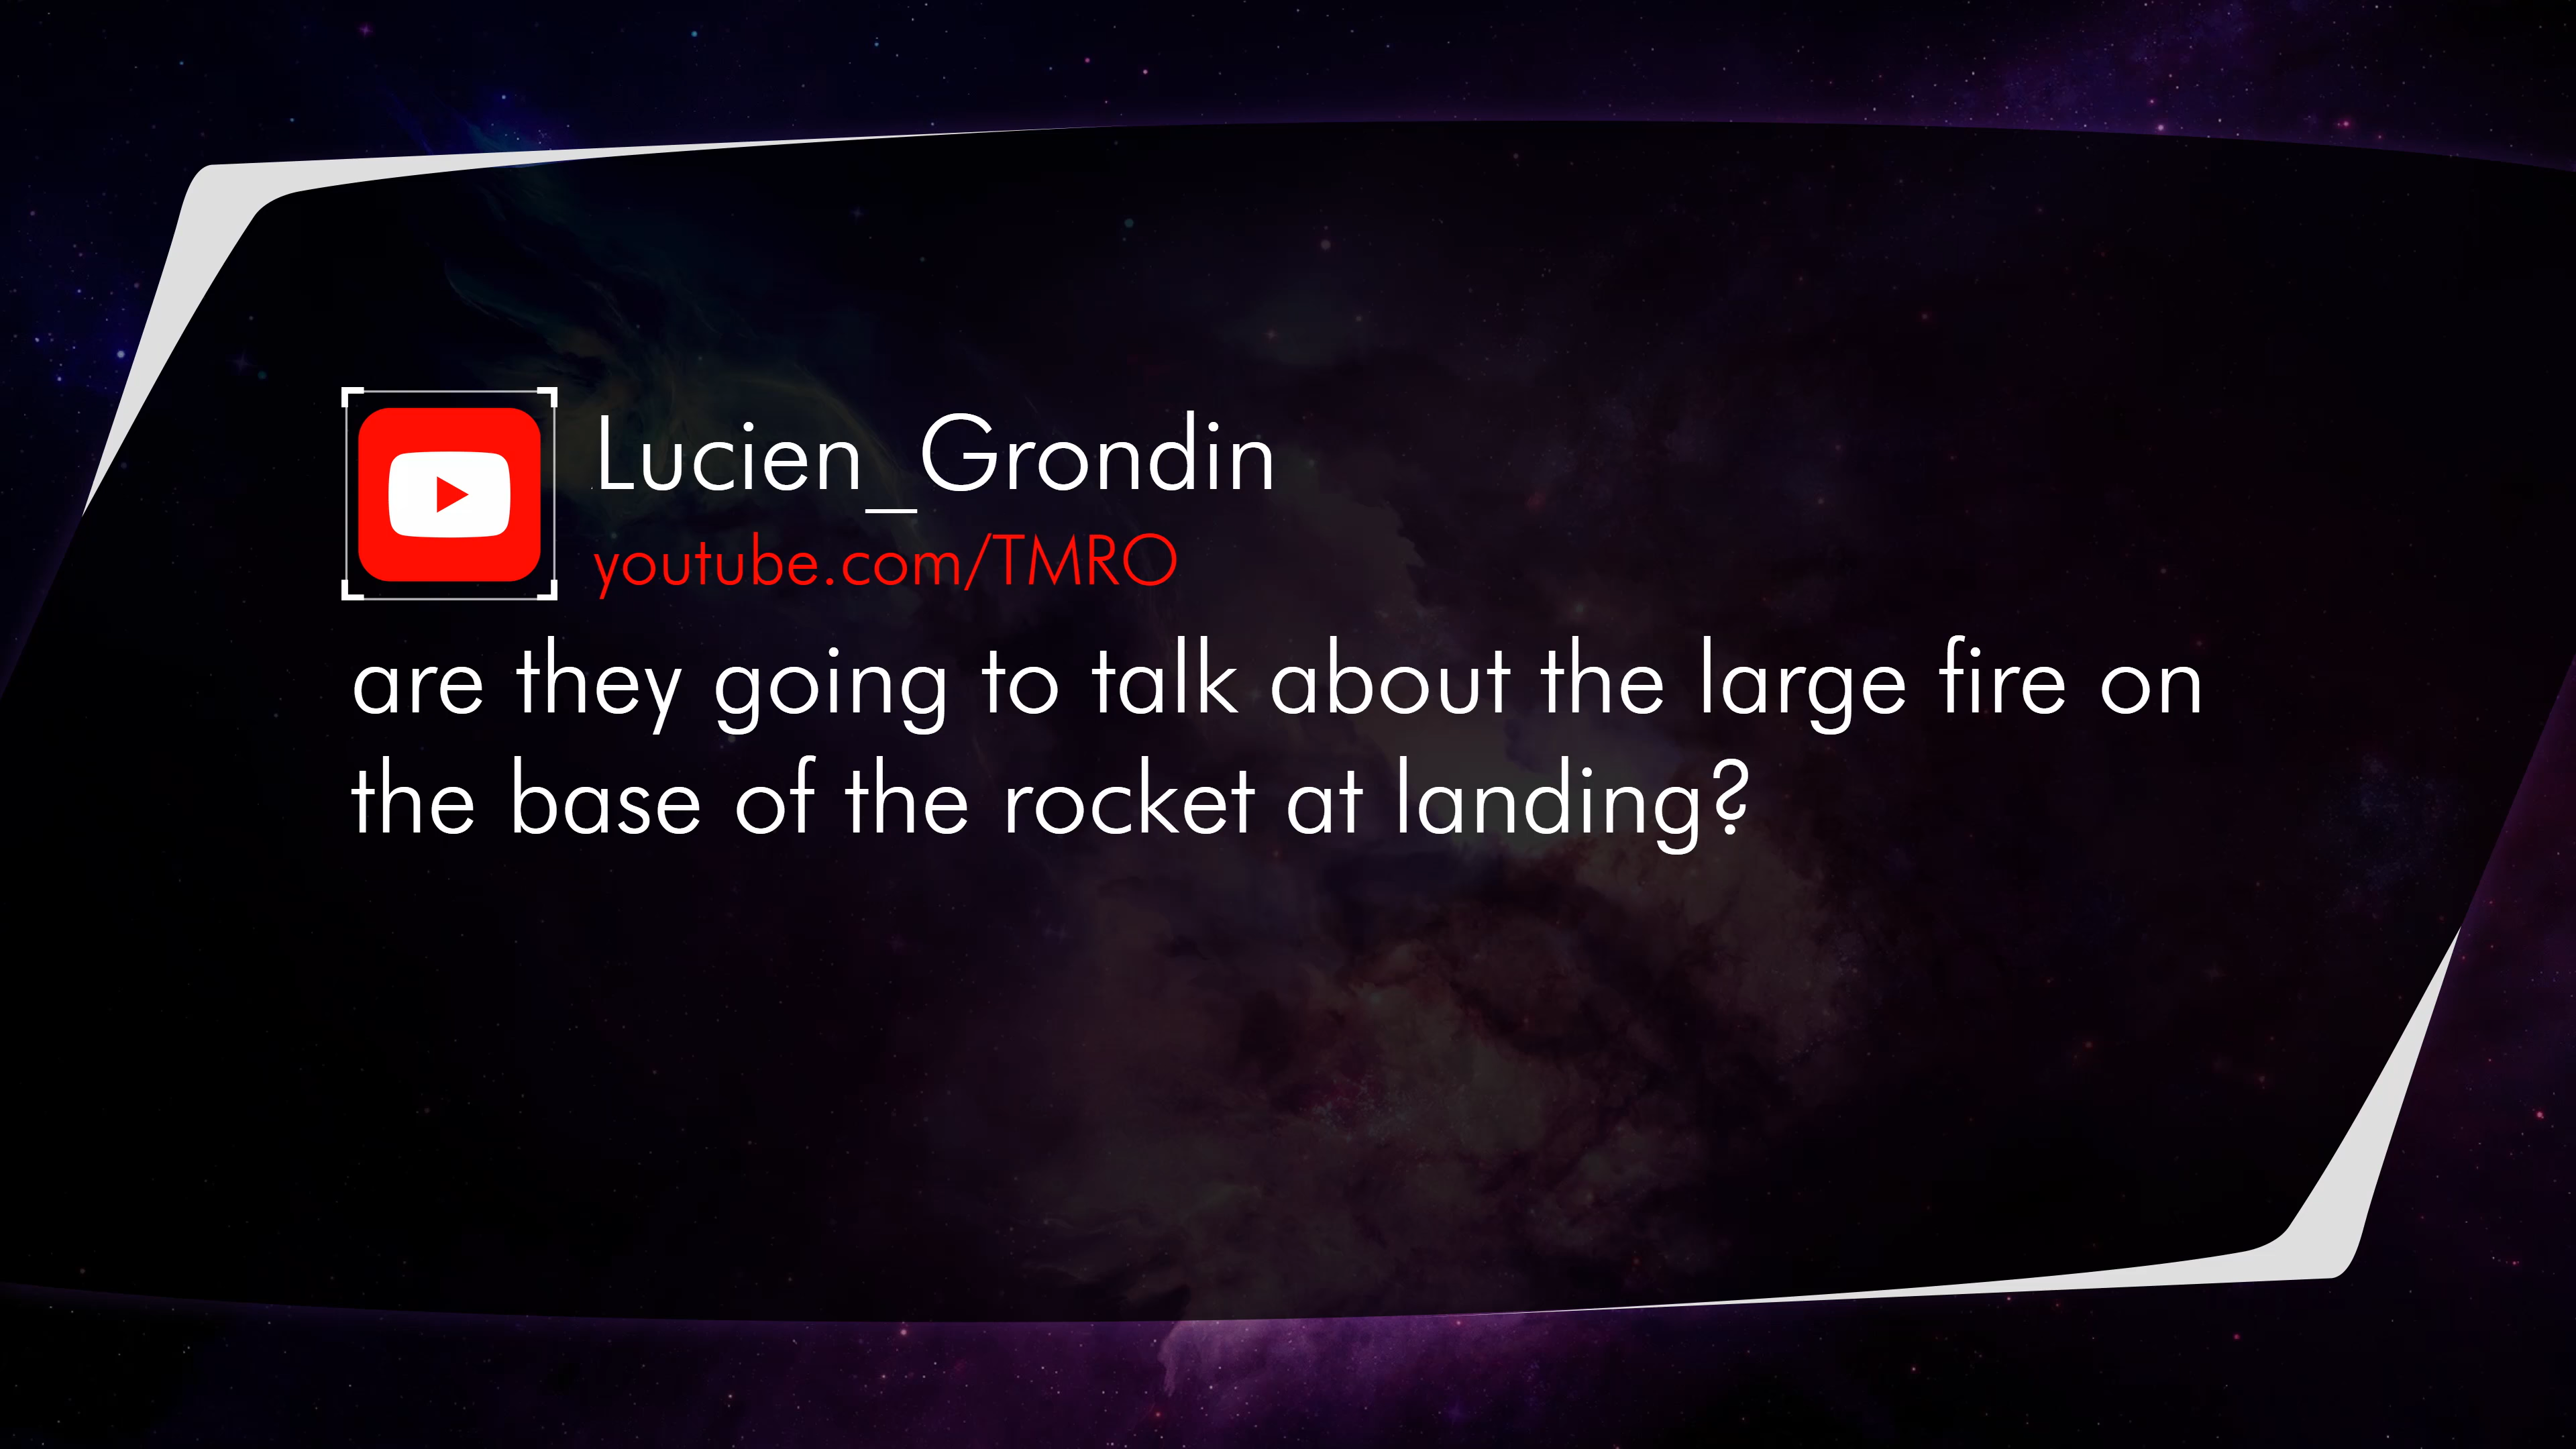 Lucien_Grondin
youtube.com/TMRO
are they going to talk about the large fire on
the base of the rocket at landing?